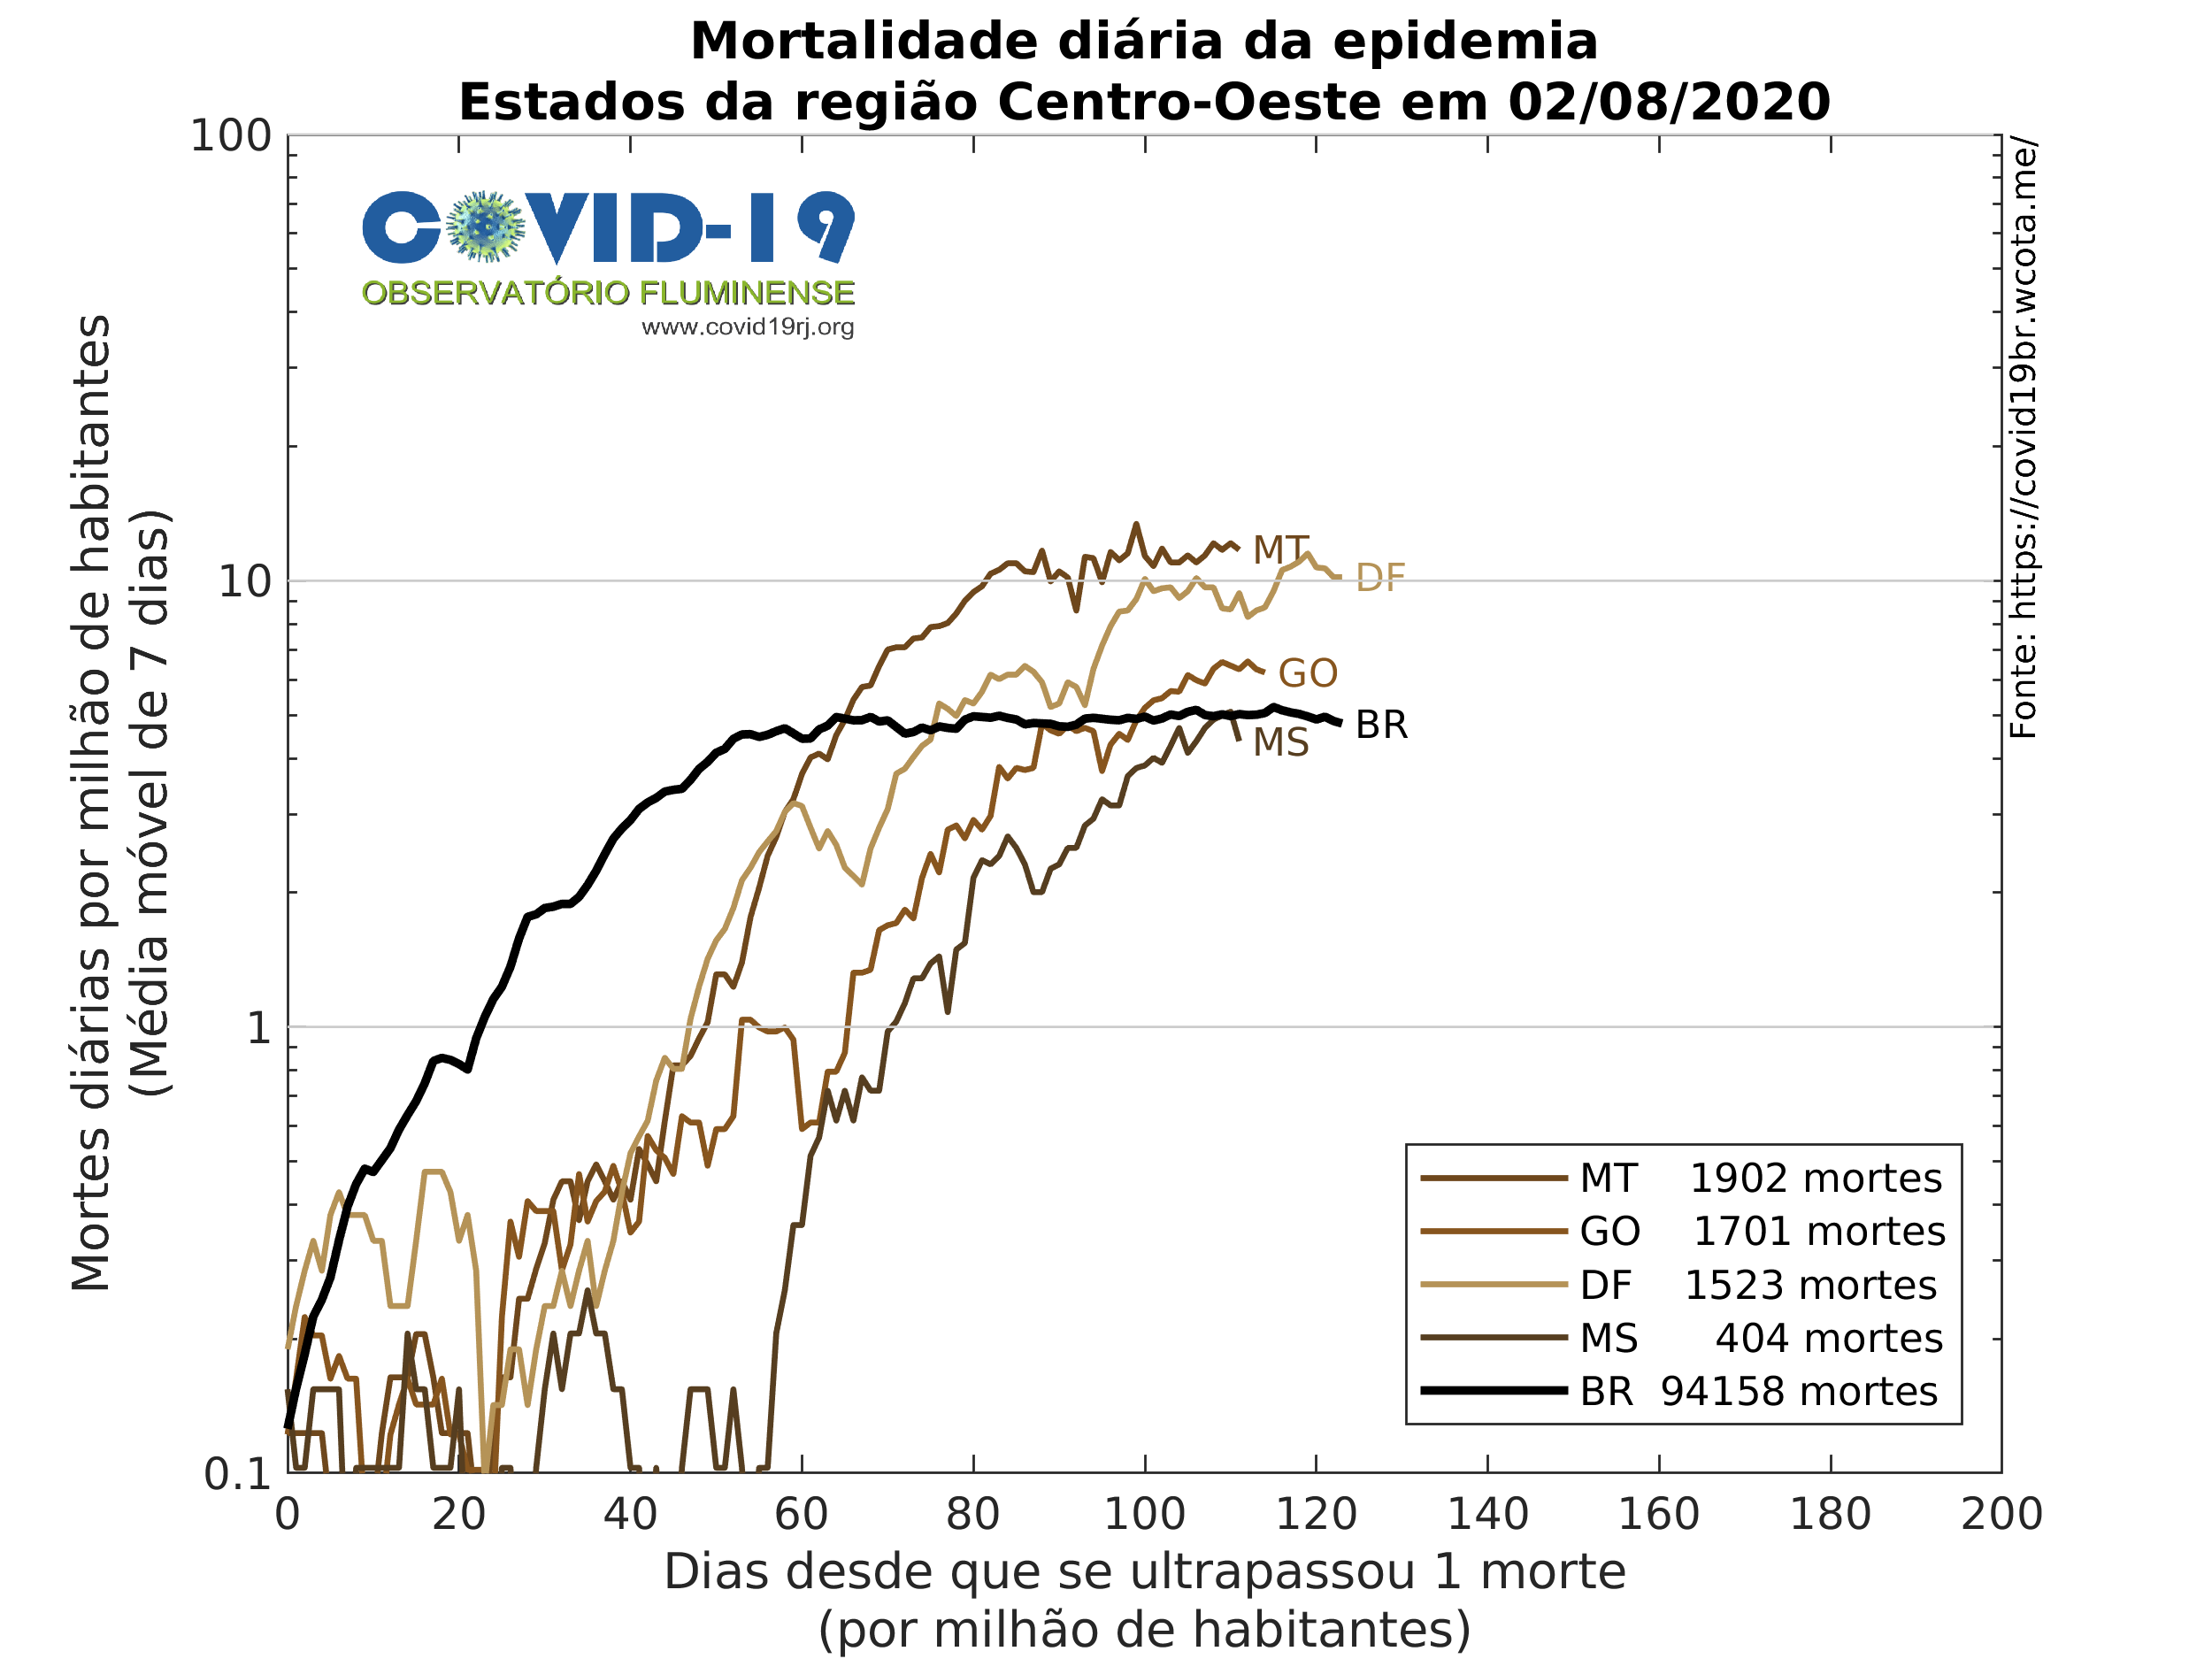 Mortalidade diária da epidemia
Estados da região Centro-Oeste em 02/08/2020
COVID-19
OBSERVATÓRIO FLUMINENSE
www.covid19rj.org
Mortes diárias por milhão de habitantes
(Média móvel de 7 dias)
100
10
1
0.1
MT
DF
GO
BR
MS
Fonte: https://covid19br.wcota.me/
MT 1902 mortes
GO 1701 mortes
DF 1523 mortes
MS 404 mortes
BR 94158 mortes
0 20 40 60 80 100 120 140 160 180 200
Dias desde que se ultrapassou 1 morte
(por milhão de habitantes)